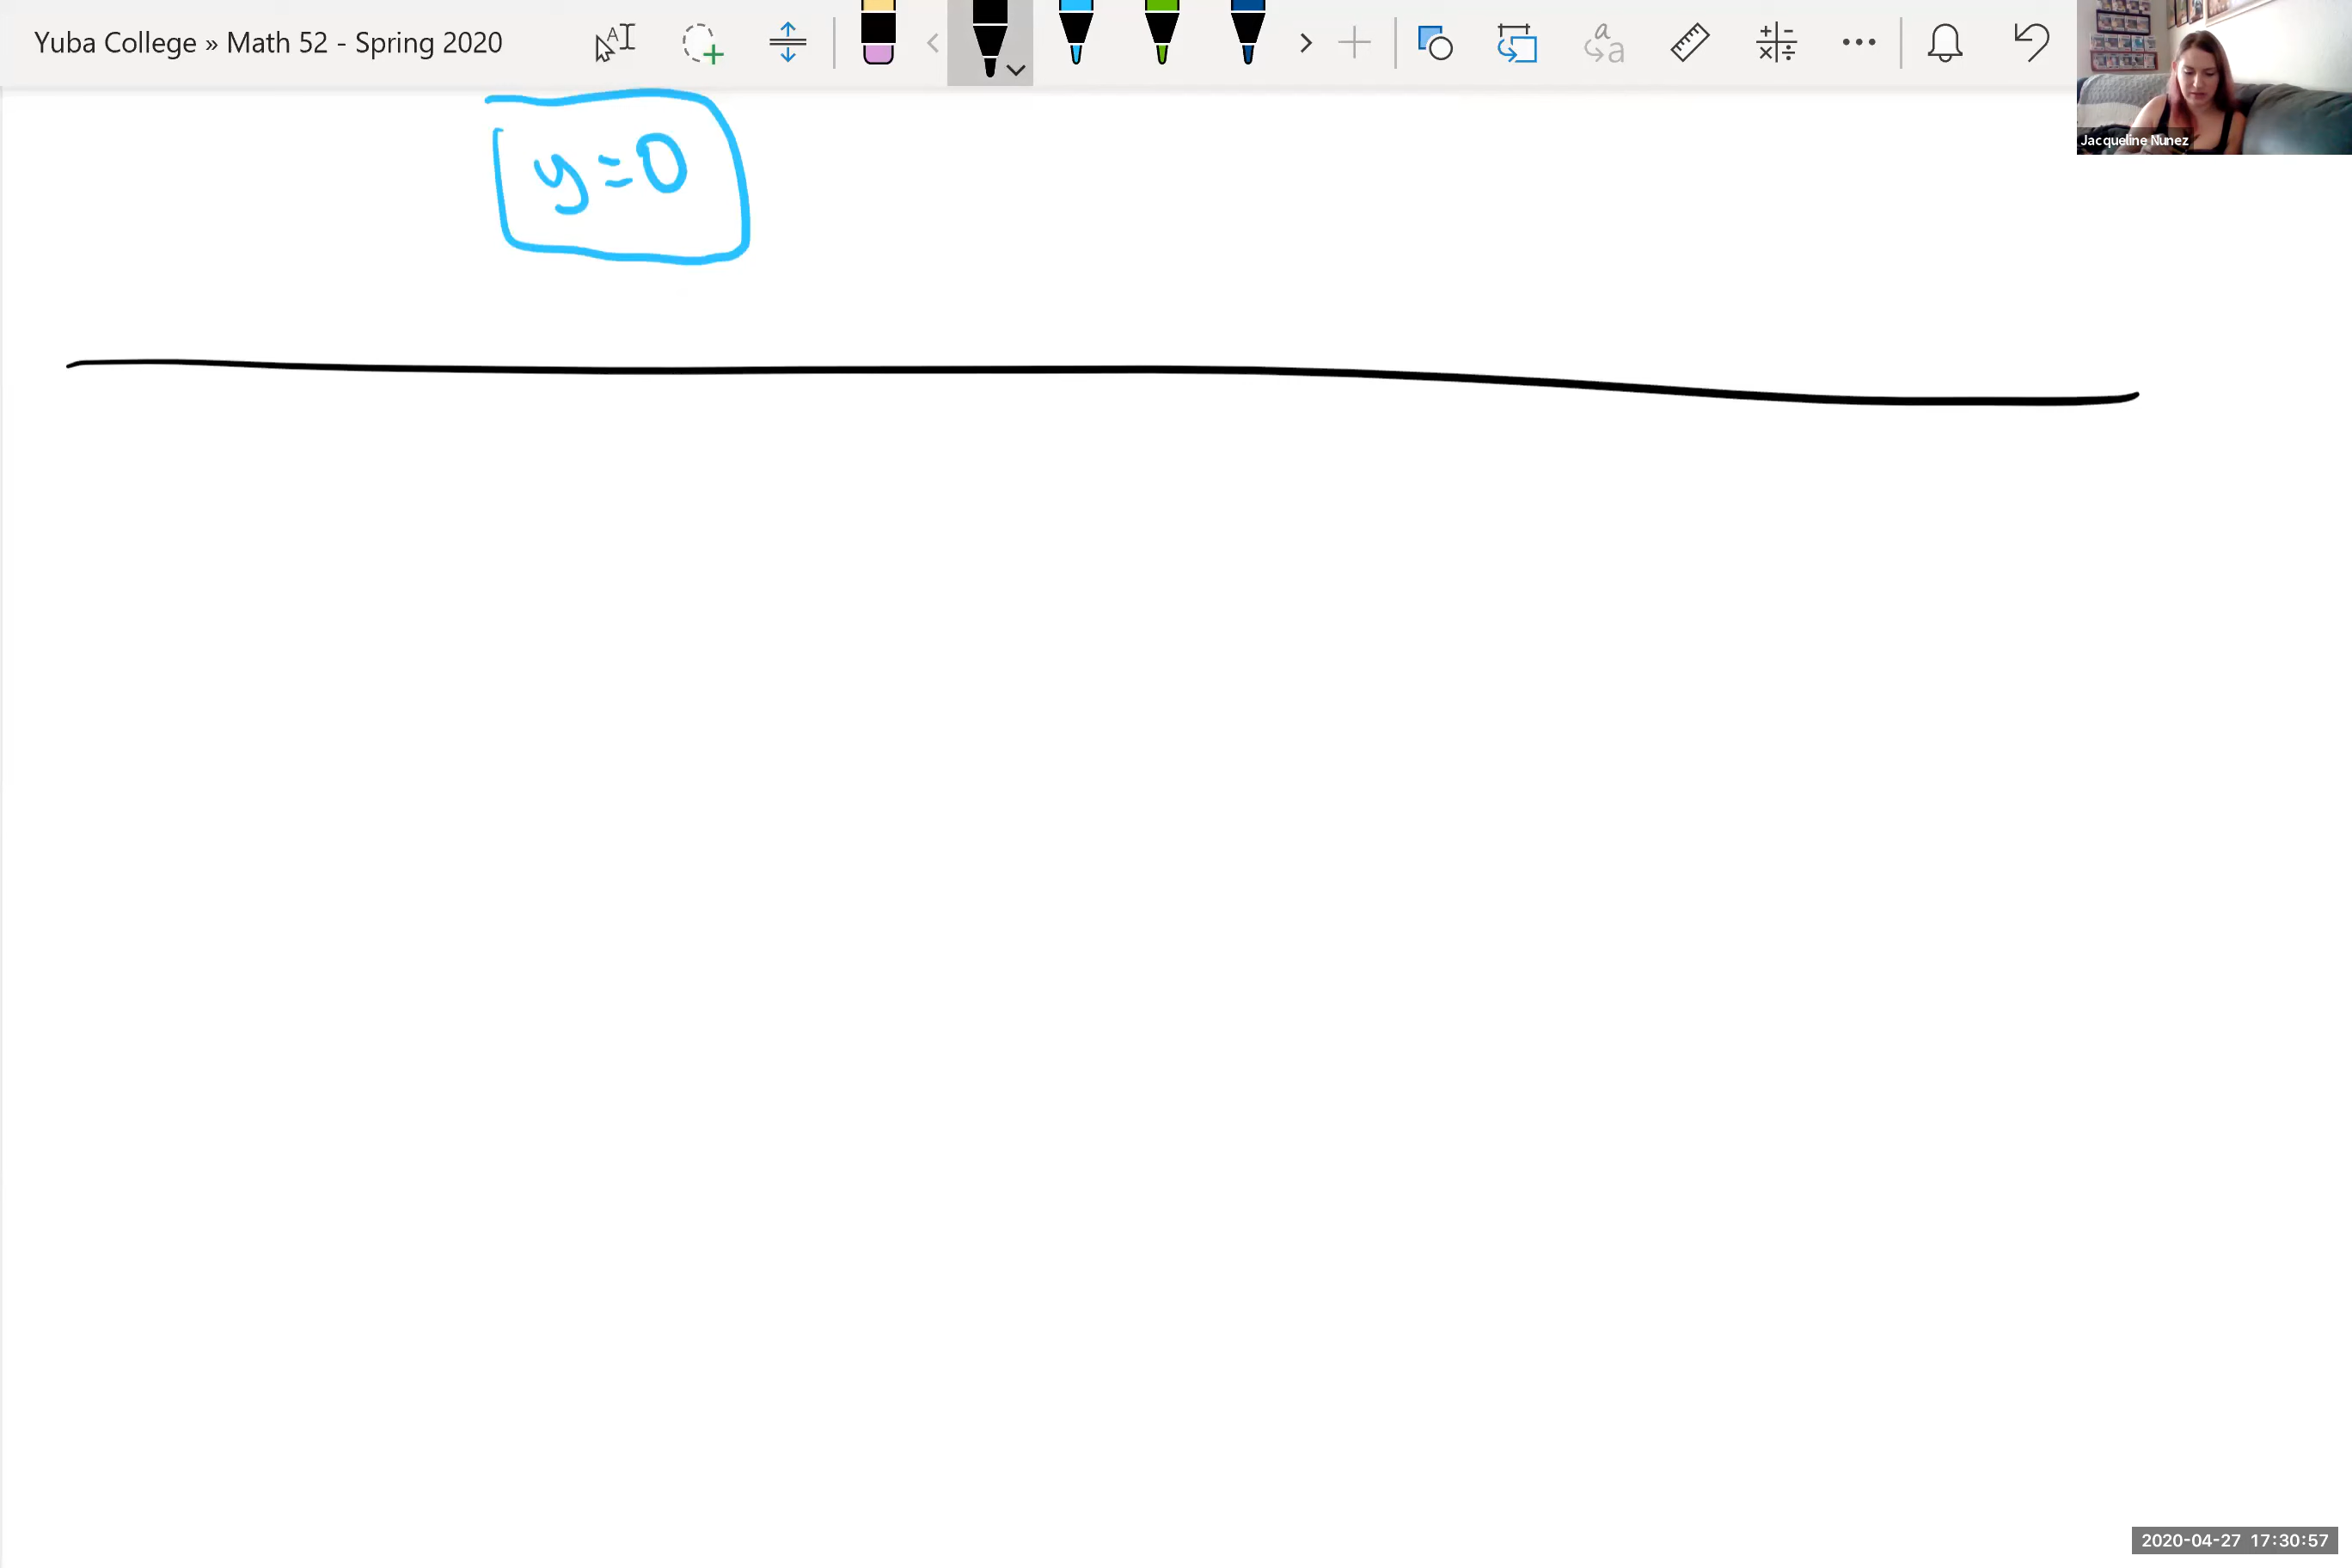 Yuba College » Math 52 - Spring 2020
Jacqueline Nunez
y=0
2020-04-27 17:30:57